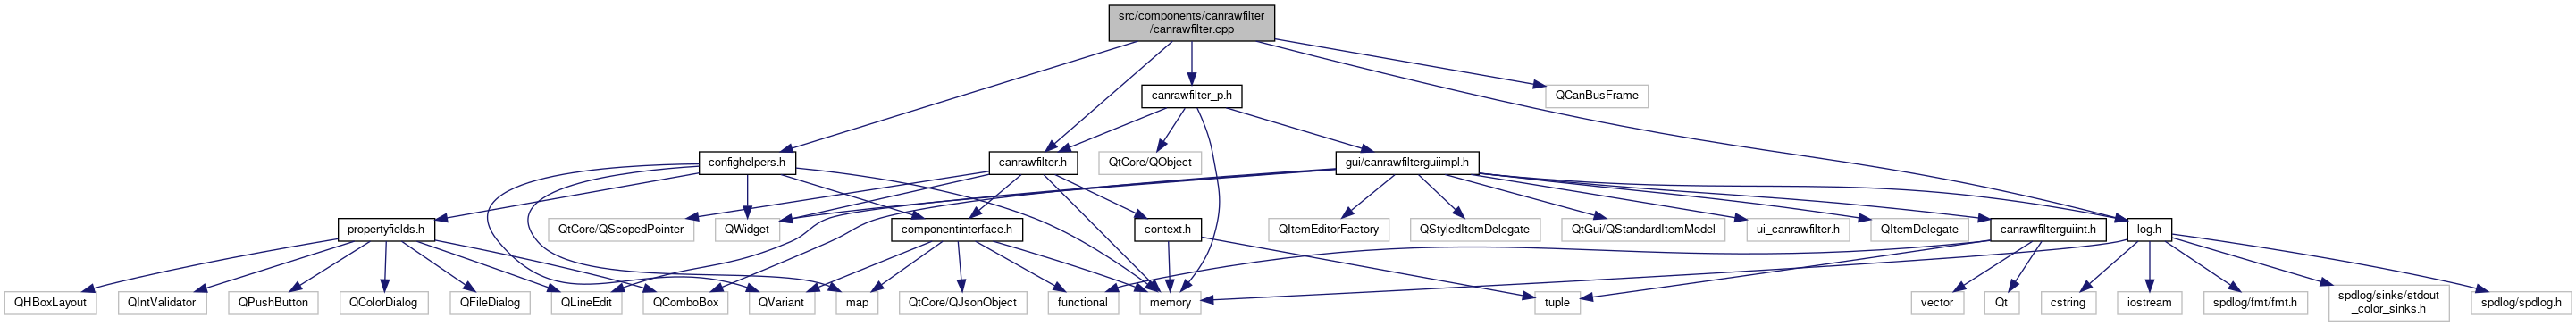 src/components/canrawfilter
/canrawfilter.cpp
canrawfilter_p.h
QCanBusFrame
confighelpers.h
canrawfilter.h
QtCore/QObject
gui/canrawfilterguiimpl.h
propertyfields.h
QtCore/QScopedPointer
QWidget
componentinterface.h
context.h
QItemEditorFactory
QStyledItemDelegate
QtGui/QStandardItemModel
ui_canrawfilter.h
QItemDelegate
canrawfilterguiint.h
log.h
QHBoxLayout
QIntValidator
QPushButton
QColorDialog
QFileDialog
QLineEdit
QComboBox
QVariant
map
QtCore/QJsonObject
functional
memory
tuple
vector
Qt
cstring
iostream
spdlog/fmt/fmt.h
spdlog/sinks/stdout
_color_sinks.h
spdlog/spdlog.h